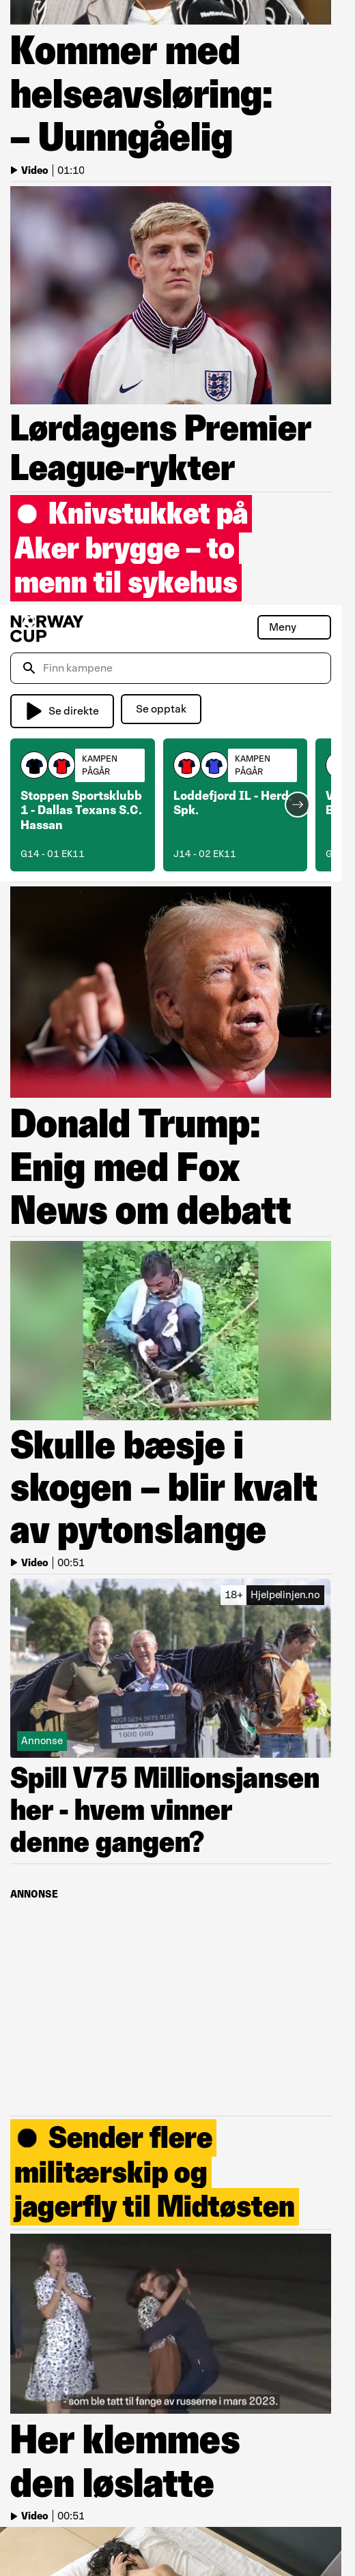 Kommer med
helseavsløring:
– Uunngåelig
Video | 01:10
Lørdagens Premier
League-rykter
Knivstukket på
Aker brygge – to
menn til sykehus
NORWAY
CUP
Meny
Finn kampene
Se direkte
Se opptak
KAMPEN
PÅGÅR
Stoppen Sportsklubb
1 - Dallas Texans S.C.
Hassan
G14 - 01 EK11
KAMPEN
PÅGÅR
Loddefjord IL - Herd
Spk.
J14 - 02 EK11
Donald Trump:
Enig med Fox
News om debatt
Skulle bæsje i
skogen – blir kvalt
av pytonslange
Video | 00:51
18+ Hjelpelinjen.no
Annonse
Spill V75 Millionsjansen
her - hvem vinner
denne gangen?
ANNONSE
Sender flere
militærskip og
jagerfly til Midtøsten
- som ble tatt til fange av russerne i mars 2023.
Her klemmes
den løslatte
Video | 00:51